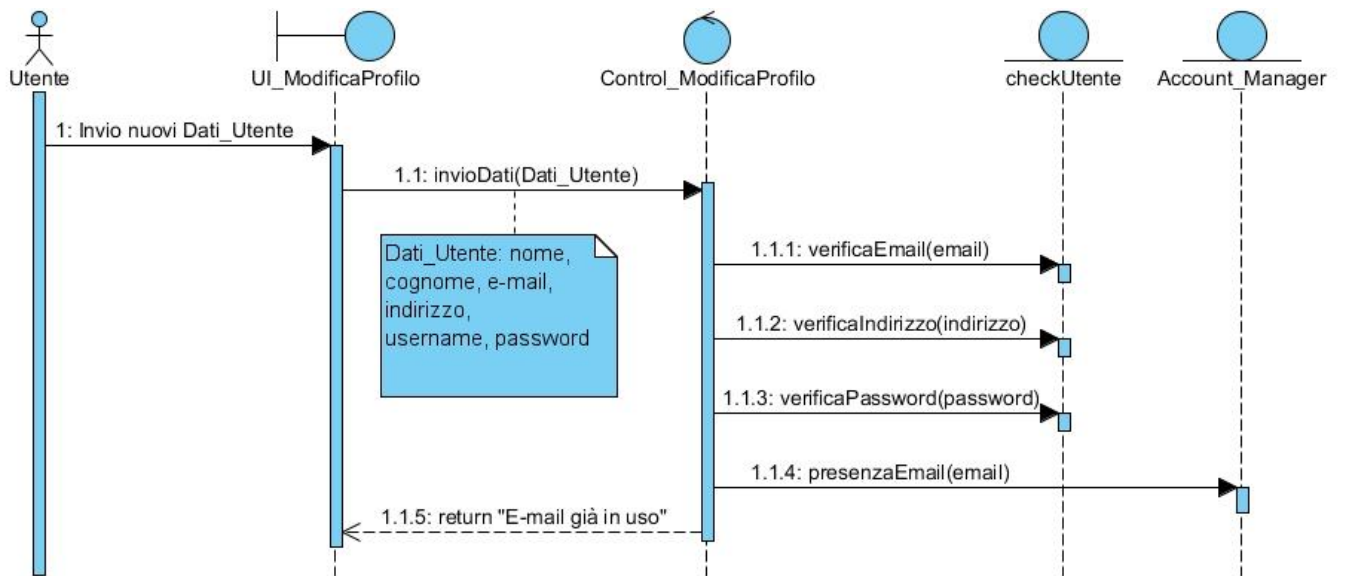 Utente
UI_ModificaProfilo
Control_ModificaProfilo
checkUtente
Account_Manager
1: Invio nuovi Dati_Utente
1.1: invioDati(Dati_Utente)
Dati_Utente: nome,
cognome, e-mail,
indirizzo,
username, password
1.1.1: verificaEmail(email)
1.1.2: verificaIndirizzo(indirizzo)
1.1.3: verificaPassword(password)
1.1.4: presenzaEmail(email)
1.1.5: return "E-mail già in uso"